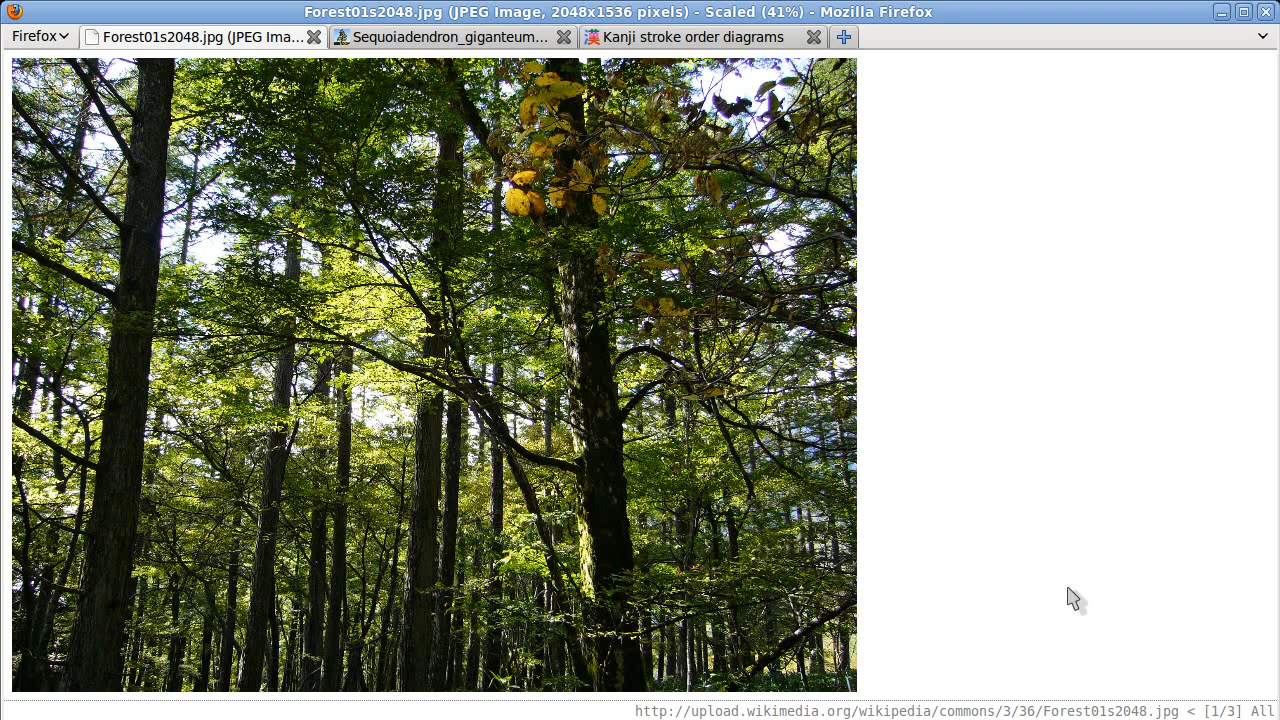 Forest01s2048.jpg (JPEG Image, 2048x1536 pixels) - Scaled (41%) - Mozilla Firefox
Firefox
Forest01s2048.jpg (JPEG Ima...
Sequoiadendron_giganteum...
Kanji stroke order diagrams
http://upload.wikimedia.org/wikipedia/commons/3/36/Forest01s2048.jpg < [1/3] All